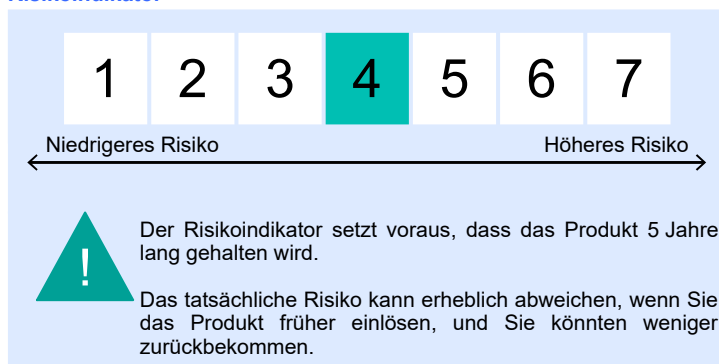 1 2 3 4 5 6 7
Niedrigeres Risiko Höheres Risiko
!
Der Risikoindikator setzt voraus, dass das Produkt 5 Jahre
lang gehalten wird.
Das tatsächliche Risiko kann erheblich abweichen, wenn Sie
das Produkt früher einlösen, und Sie könnten weniger
zurückbekommen.